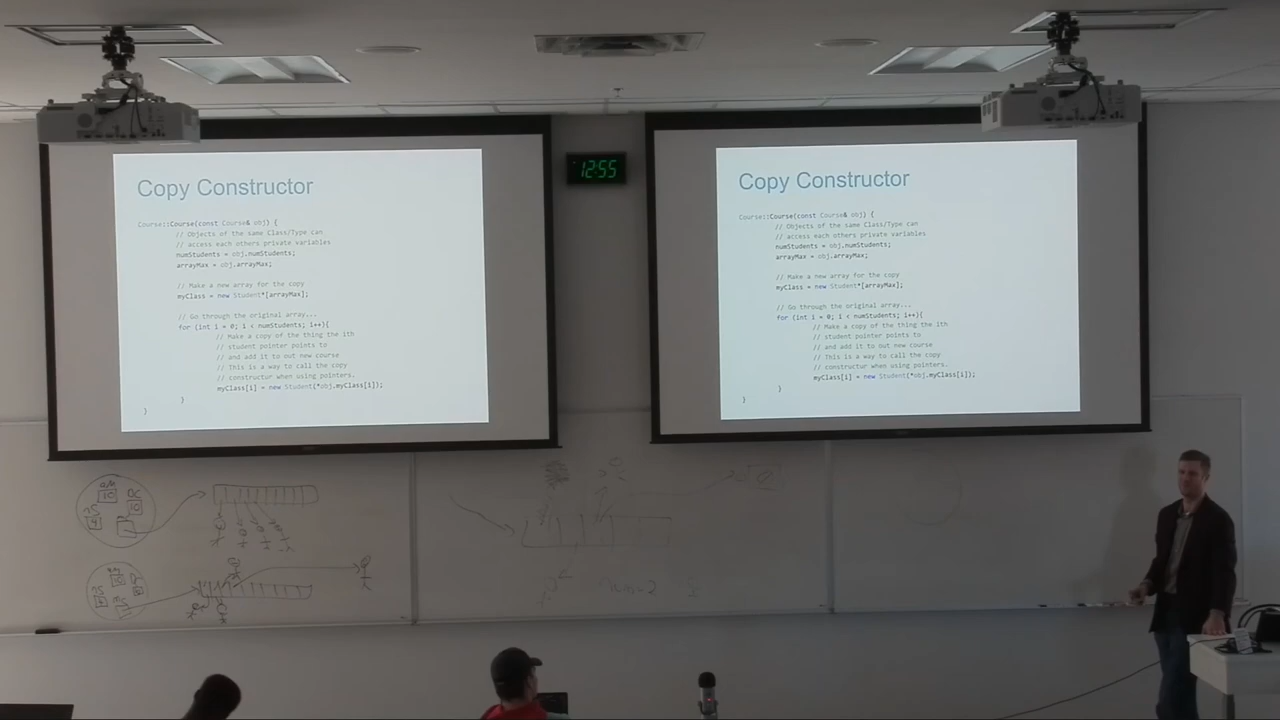 Copy Constructor
Course::Course(const Course& obj) {
// Objects of the same Class/Type can
// access each others private variables
numStudents = obj.numStudents;
arrayMax = obj.arrayMax;
// Make a new array for the copy
myClass = new Student*[arrayMax];
// Go through the original array...
for (int i = 0; i < numStudents; i++){
// Make a copy of the thing the ith
// student pointer points to
// and add it to out new course
// This is a way to call the copy
// constructur when using pointers.
myClass[i] = new Student(*obj.myClass[i]);
}
}
12:55
Copy Constructor
Course::Course(const Course& obj) {
// Objects of the same Class/Type can
// access each others private variables
numStudents = obj.numStudents;
arrayMax = obj.arrayMax;
// Make a new array for the copy
myClass = new Student*[arrayMax];
// Go through the original array...
for (int i = 0; i < numStudents; i++){
// Make a copy of the thing the ith
// student pointer points to
// and add it to out new course
// This is a way to call the copy
// constructur when using pointers.
myClass[i] = new Student(*obj.myClass[i]);
}
}